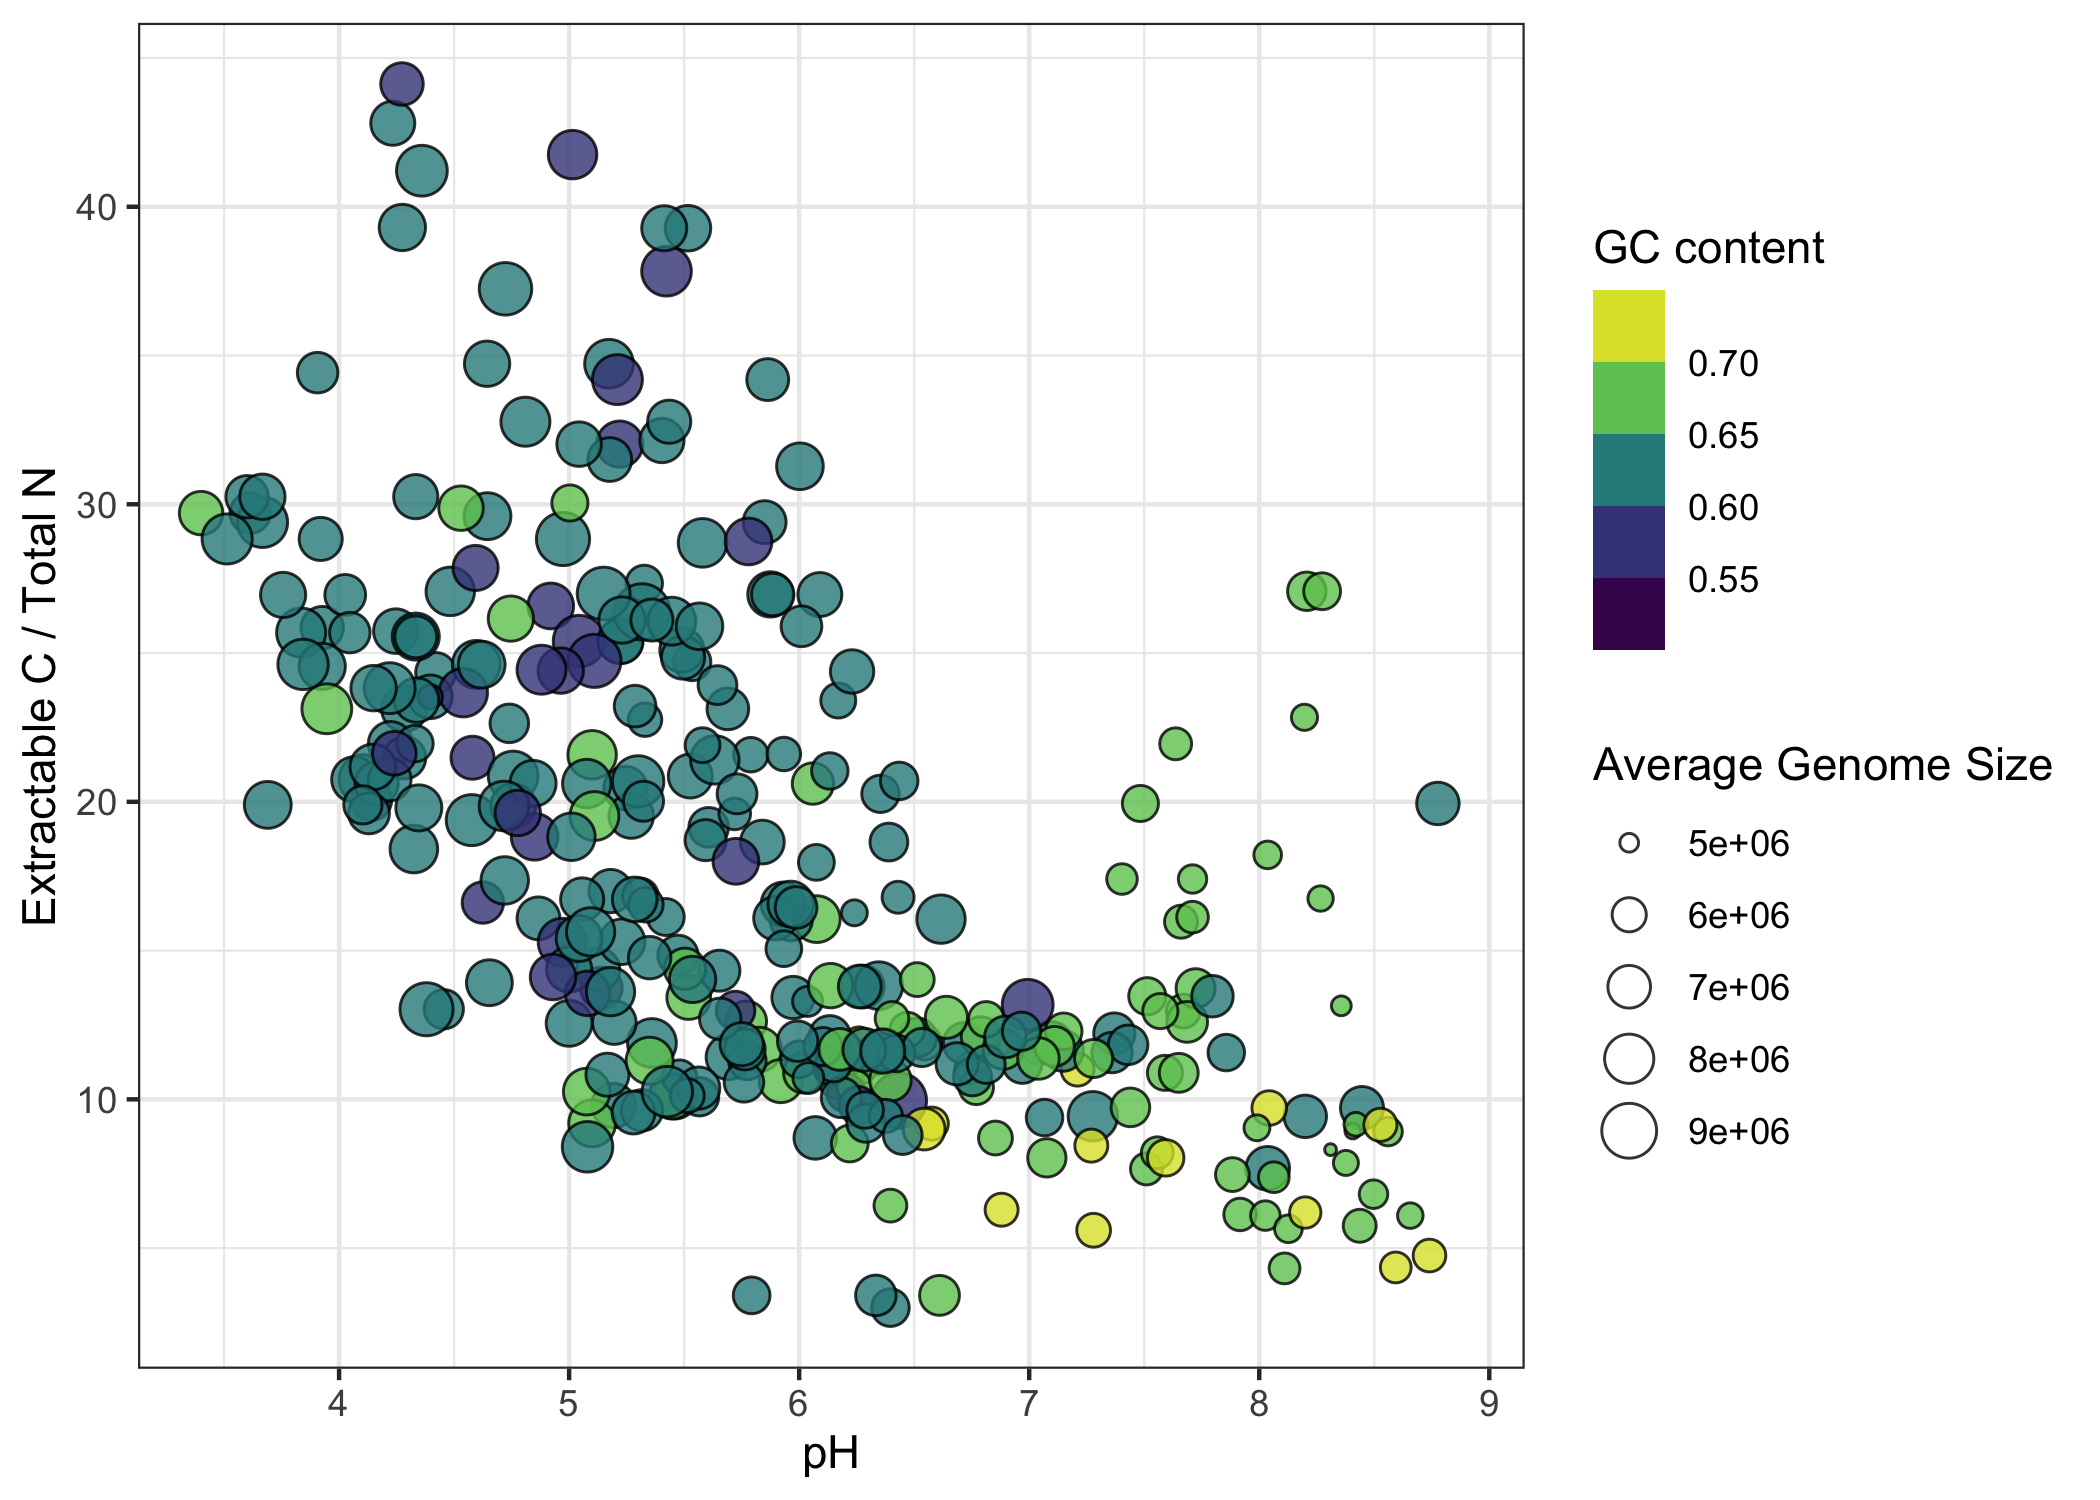 Extractable C / Total N
40
30
20
10
4
5
6
7
8
9
pH
GC content
0.70
0.65
0.60
0.55
Average Genome Size
5e+06
6e+06
7e+06
8e+06
9e+06